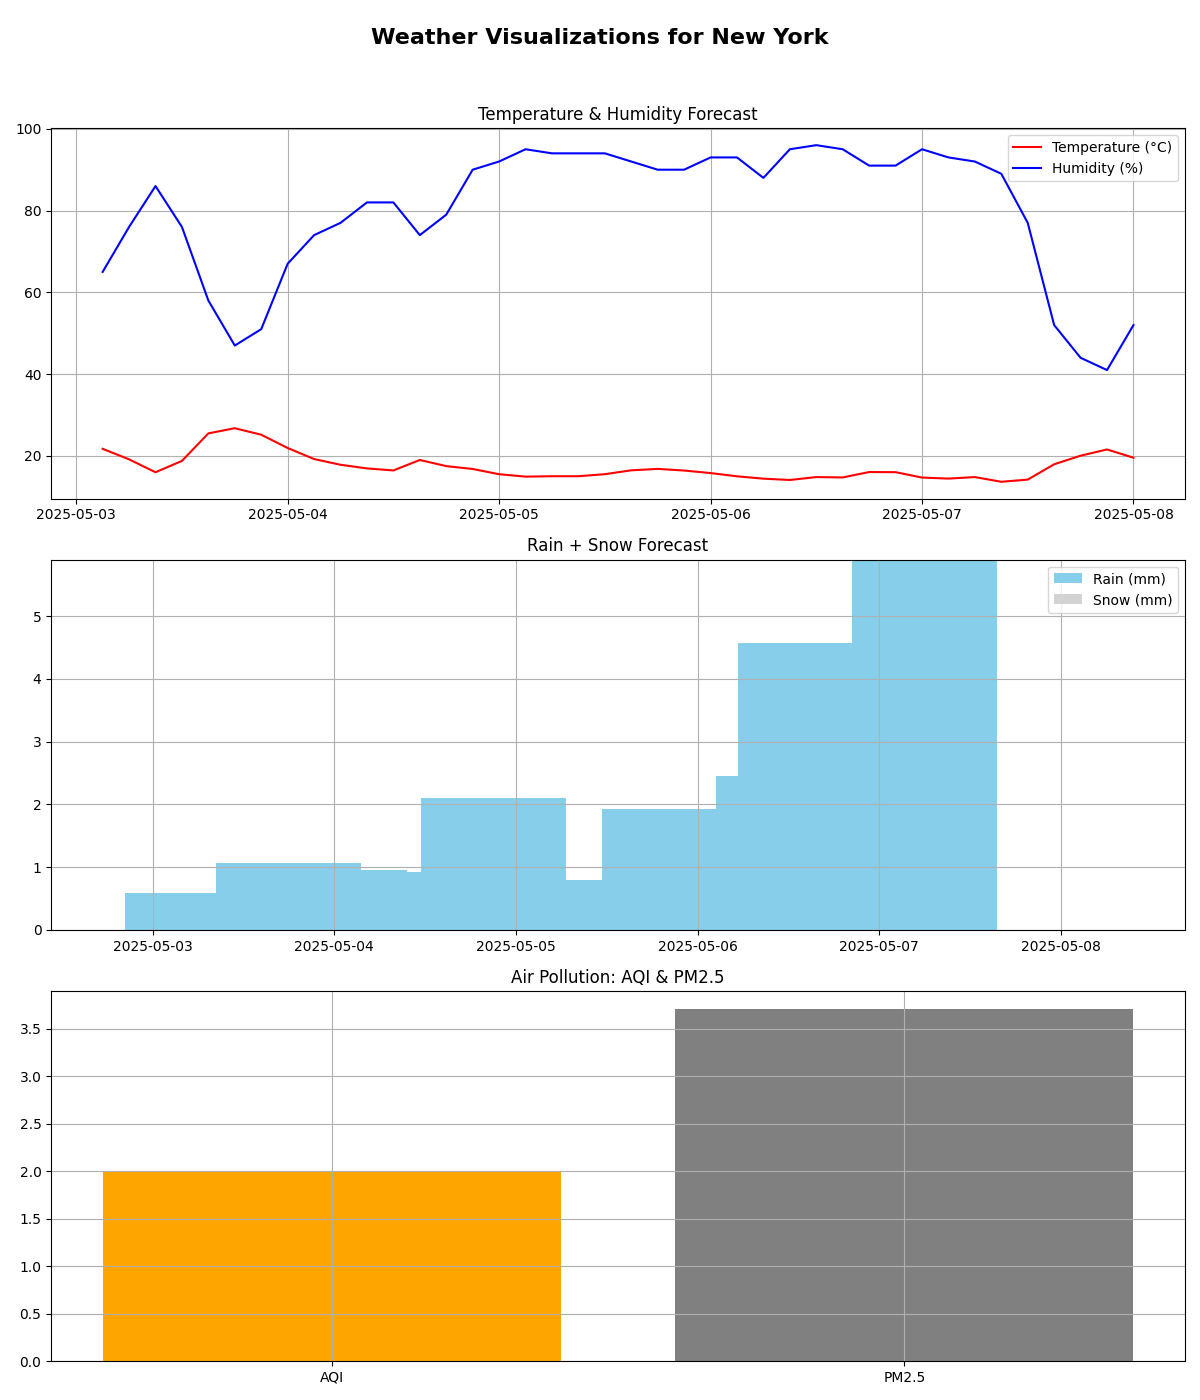 Weather Visualizations for New York
Temperature & Humidity Forecast
100
80
60
40
20
Temperature (°C)
Humidity (%)
2025-05-03 2025-05-04 2025-05-05 2025-05-06 2025-05-07 2025-05-08
Rain + Snow Forecast
5
4
3
2
1
0
Rain (mm)
Snow (mm)
2025-05-03 2025-05-04 2025-05-05 2025-05-06 2025-05-07 2025-05-08
Air Pollution: AQI & PM2.5
3.5
3.0
2.5
2.0
1.5
1.0
0.5
0.0
AQI PM2.5